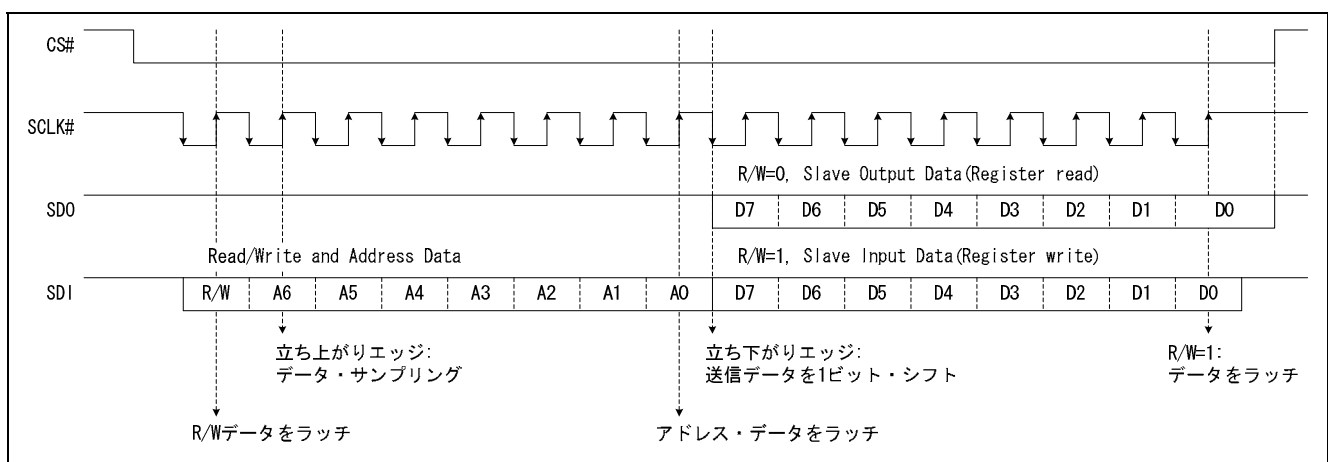 CS#
SCLK#
R/W=0, Slave Output Data(Register read)
SDO D7 D6 D5 D4 D3 D2 D1 D0
Read/Write and Address Data R/W=1, Slave Input Data(Register write)
SDI R/W A6 A5 A4 A3 A2 A1 A0 D7 D6 D5 D4 D3 D2 D1 D0
立ち上がりエッジ:
データ・サンプリング
立ち下がりエッジ:
送信データを1ビット・シフト
R/W=1:
データをラッチ
R/Wデータをラッチ
アドレス・データをラッチ